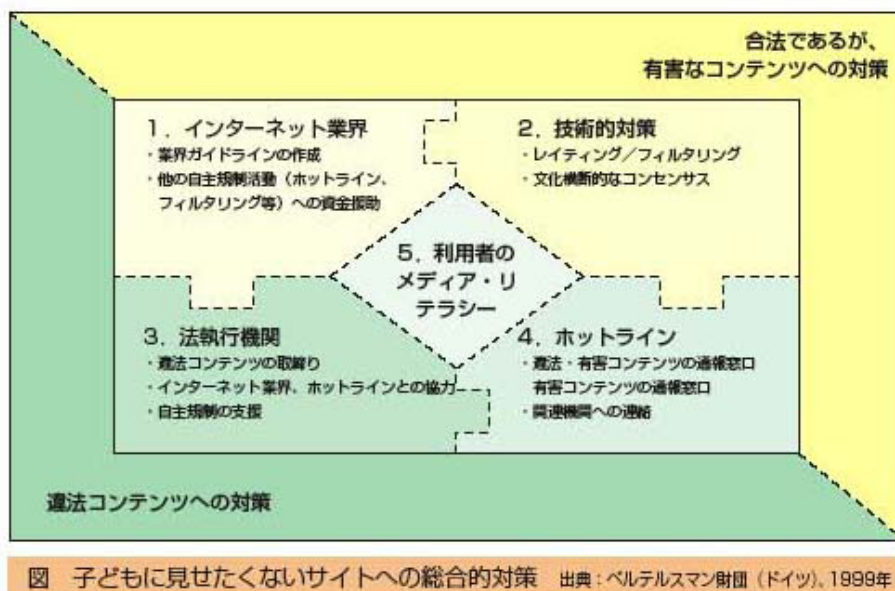 合法であるが、
有害なコンテンツへの対策
1．インターネット業界
・業界ガイドラインの作成
・他の自主規制活動（ホットライン、
フィルタリング等）への資金援助
2．技術的対策
・レイティング／フィルタリング
・文化横断的なコンセンサス
5．利用者の
メディア・リ
テラシー
3．法執行機関
・違法コンテンツの取締り
・インターネット業界、ホットラインとの協力
・自主規制の支援
4．ホットライン
・違法・有害コンテンツの通報窓口
有害コンテンツの通報窓口
・関連機関への連絡
違法コンテンツへの対策
図　子どもに見せたくないサイトへの総合的対策　出典：ベルテルスマン財団（ドイツ）、1999年